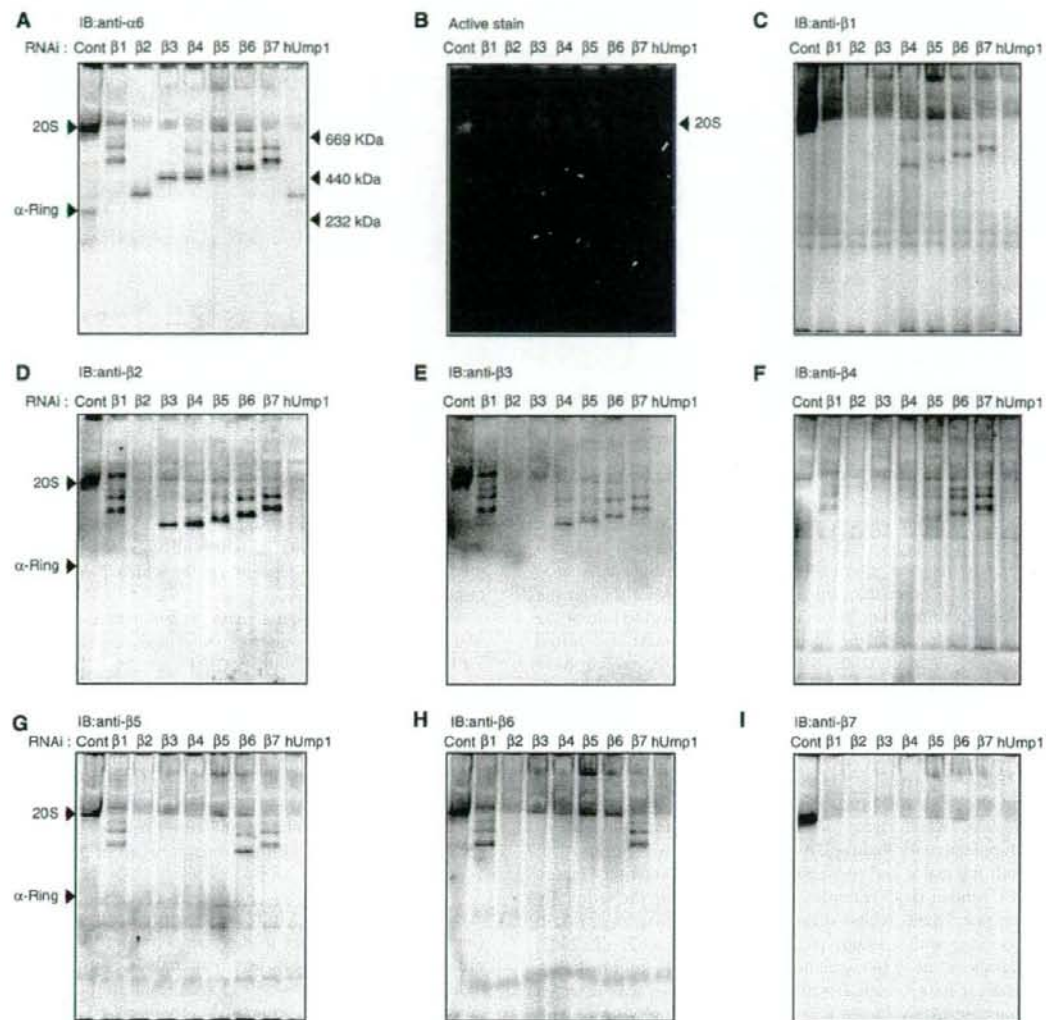 A IB:anti-α6
RNAi : Cont β1 β2 β3 β4 β5 β6 β7 hUmp1
20S
α-Ring
669 KDa
440 kDa
232 kDa
B Active stain
Cont β1 β2 β3 β4 β5 β6 β7 hUmp1
20S
C IB:anti-β1
Cont β1 β2 β3 β4 β5 β6 β7 hUmp1
D IB:anti-β2
RNAi : Cont β1 β2 β3 β4 β5 β6 β7 hUmp1
20S
α-Ring
E IB:anti-β3
Cont β1 β2 β3 β4 β5 β6 β7 hUmp1
F IB:anti-β4
Cont β1 β2 β3 β4 β5 β6 β7 hUmp1
G IB:anti-β5
RNAi : Cont β1 β2 β3 β4 β5 β6 β7 hUmp1
20S
α-Ring
H IB:anti-β6
Cont β1 β2 β3 β4 β5 β6 β7 hUmp1
I IB:anti-β7
Cont β1 β2 β3 β4 β5 β6 β7 hUmp1